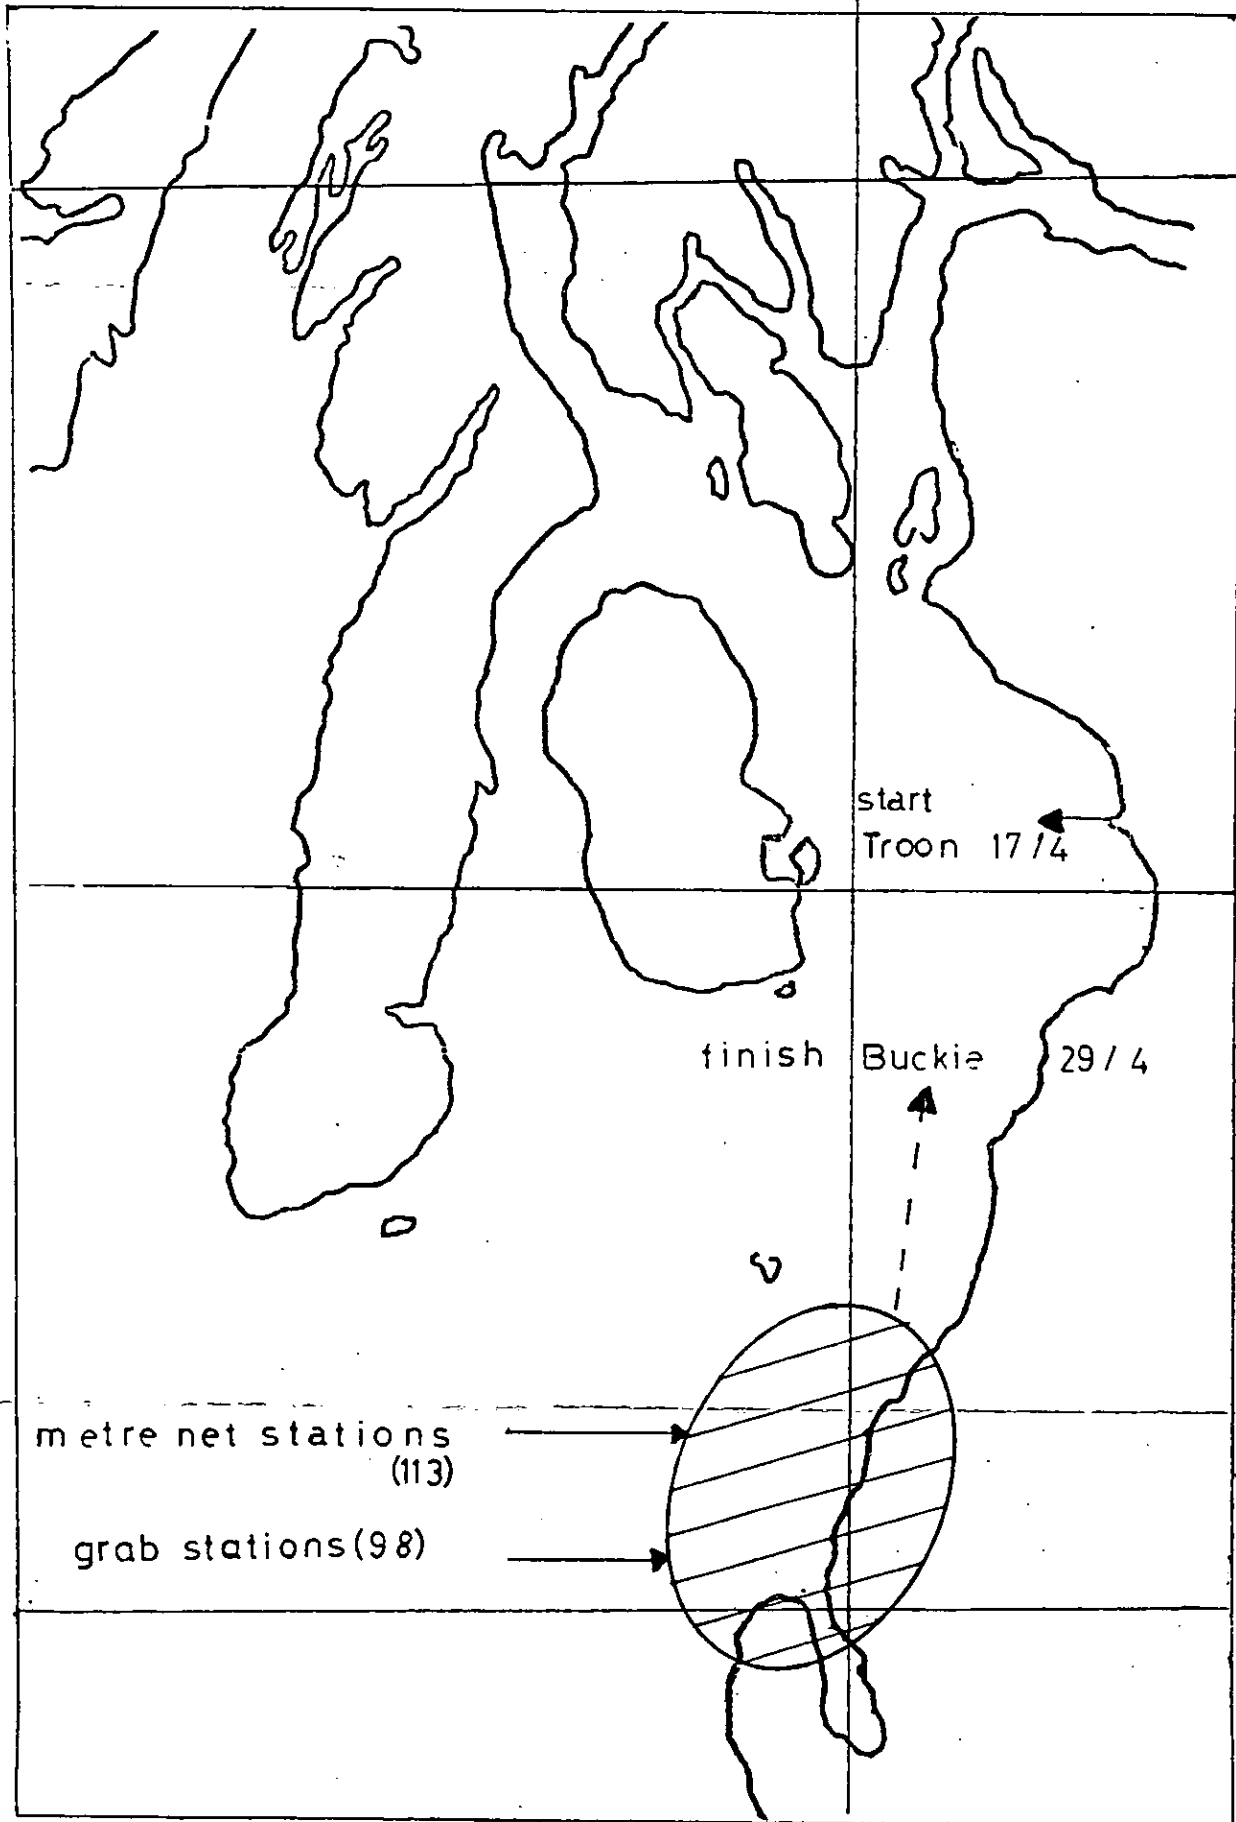 start
Troon 17/4
finish Buckie 29/4
metre net stations
(113)
grab stations (98)